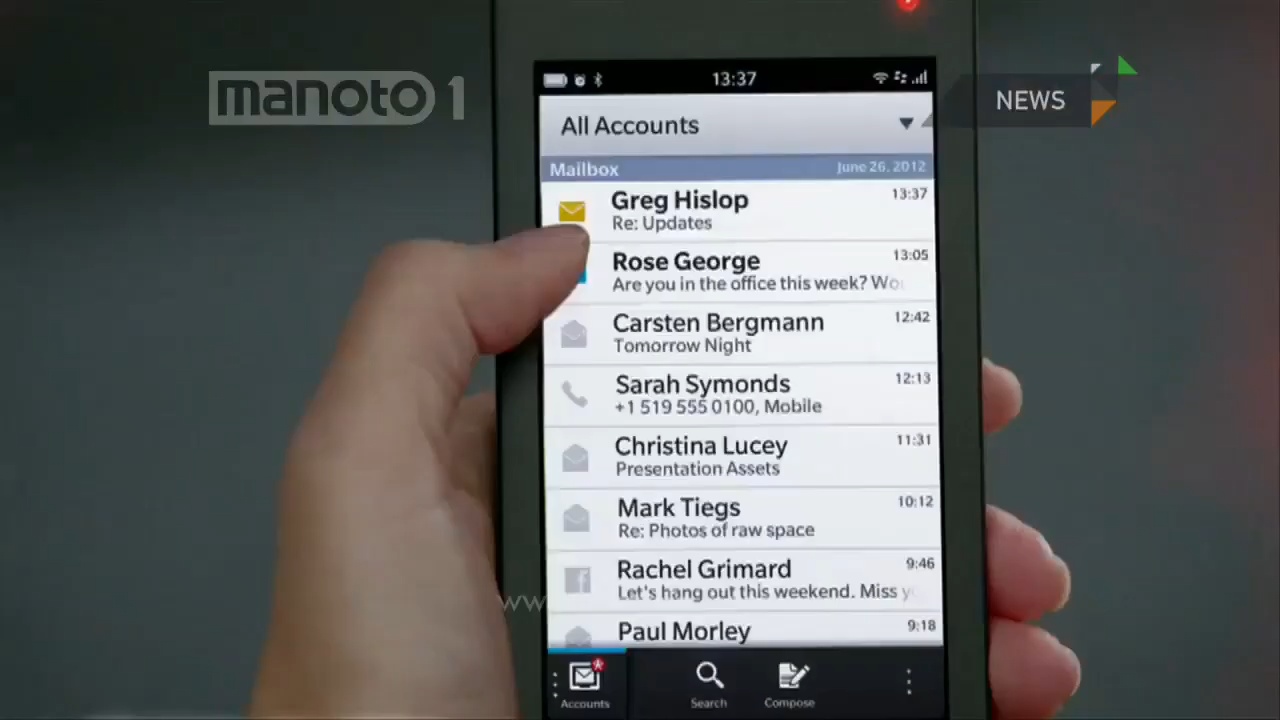 manoto 1
NEWS
13:37
All Accounts
Mailbox June 26, 2012
Greg Hislop 13:37
Re: Updates
Rose George 13:05
Are you in the office this week?
Carsten Bergmann 12:42
Tomorrow Night
Sarah Symonds 12:13
+1 519 555 0100, Mobile
Christina Lucey 11:31
Presentation Assets
Mark Tiegs 10:12
Re: Photos of raw space
Rachel Grimard 9:46
Let's hang out this weekend. Miss
Paul Morley 9:18
Accounts Search Compose